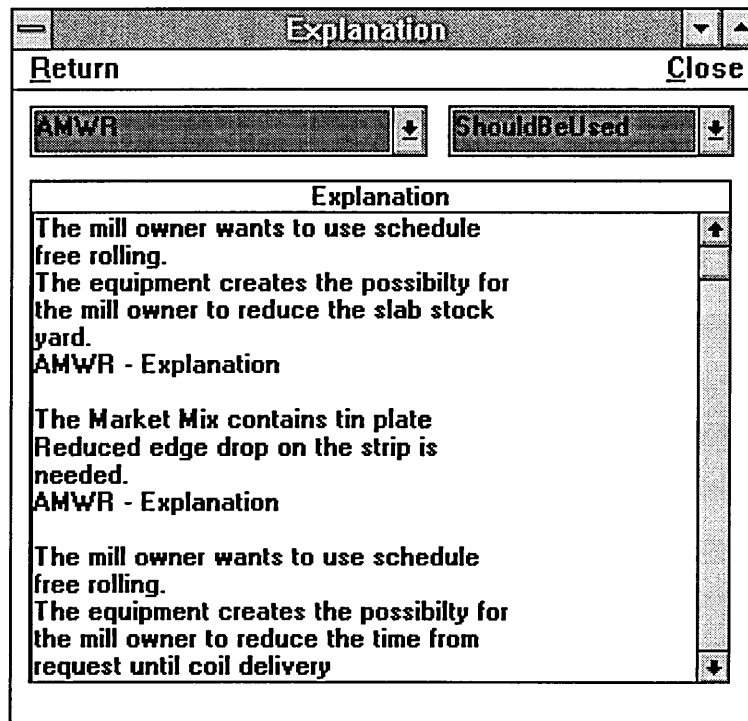 Explanation
Return Close
AMWR ShouldBeUsed
Explanation
The mill owner wants to use schedule
free rolling.
The equipment creates the possibilty for
the mill owner to reduce the slab stock
yard.
AMWR - Explanation
The Market Mix contains tin plate
Reduced edge drop on the strip is
needed.
AMWR - Explanation
The mill owner wants to use schedule
free rolling.
The equipment creates the possibilty for
the mill owner to reduce the time from
request until coil delivery